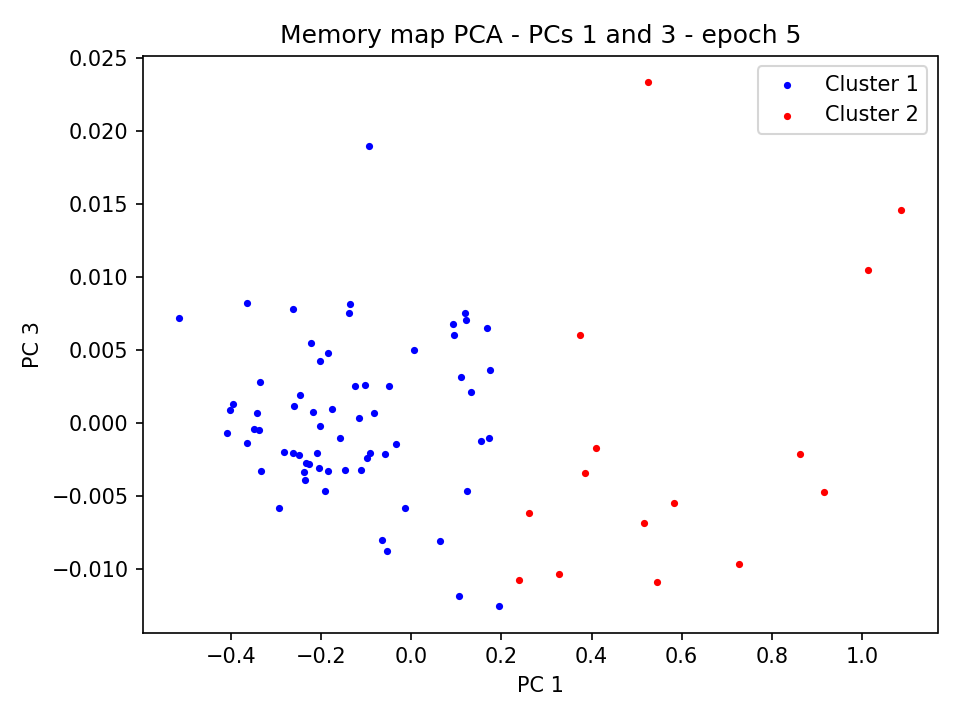 Memory map PCA - PCs 1 and 3 - epoch 5
Cluster 1
Cluster 2
PC 3
0.025
0.020
0.015
0.010
0.005
0.000
−0.005
−0.010
−0.4 −0.2 0.0 0.2 0.4 0.6 0.8 1.0
PC 1